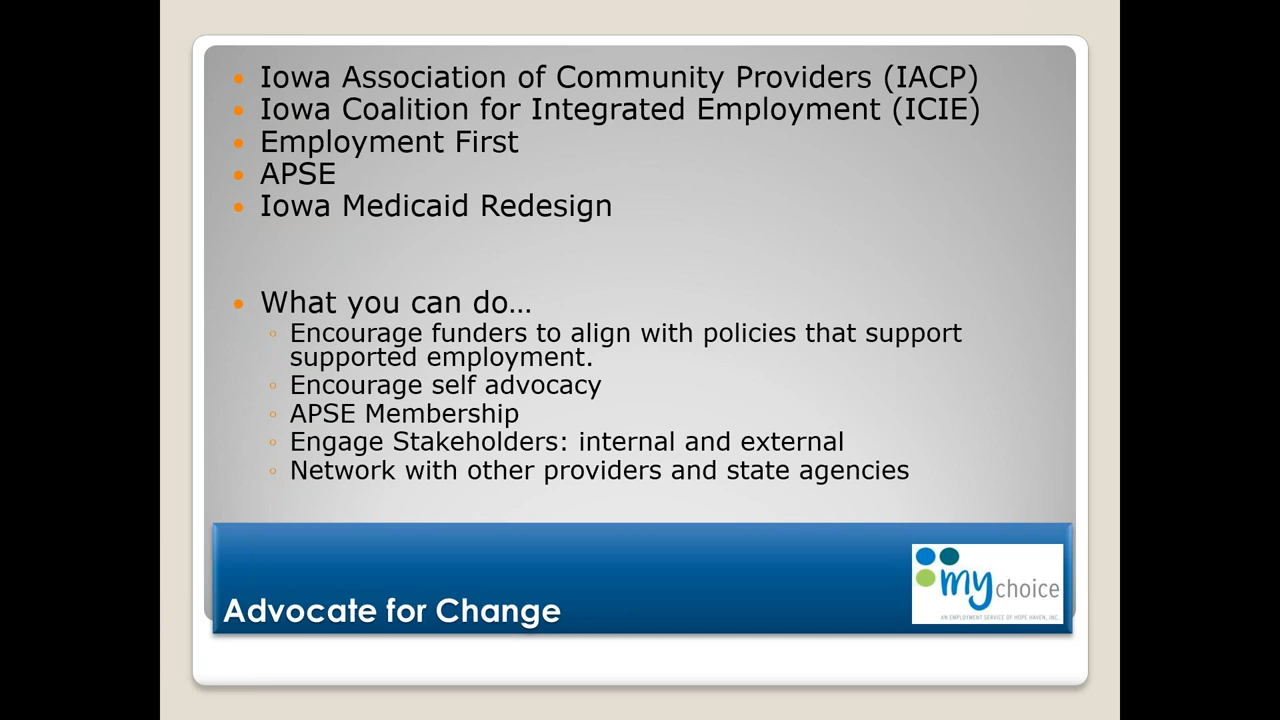 Iowa Association of Community Providers (IACP)
Iowa Coalition for Integrated Employment (ICIE)
Employment First
APSE
Iowa Medicaid Redesign
What you can do…
Encourage funders to align with policies that support
supported employment.
Encourage self advocacy
APSE Membership
Engage Stakeholders: internal and external
Network with other providers and state agencies
Advocate for Change
my choice
AN EMPLOYMENT SERVICE OF HOPE HAVEN, INC.